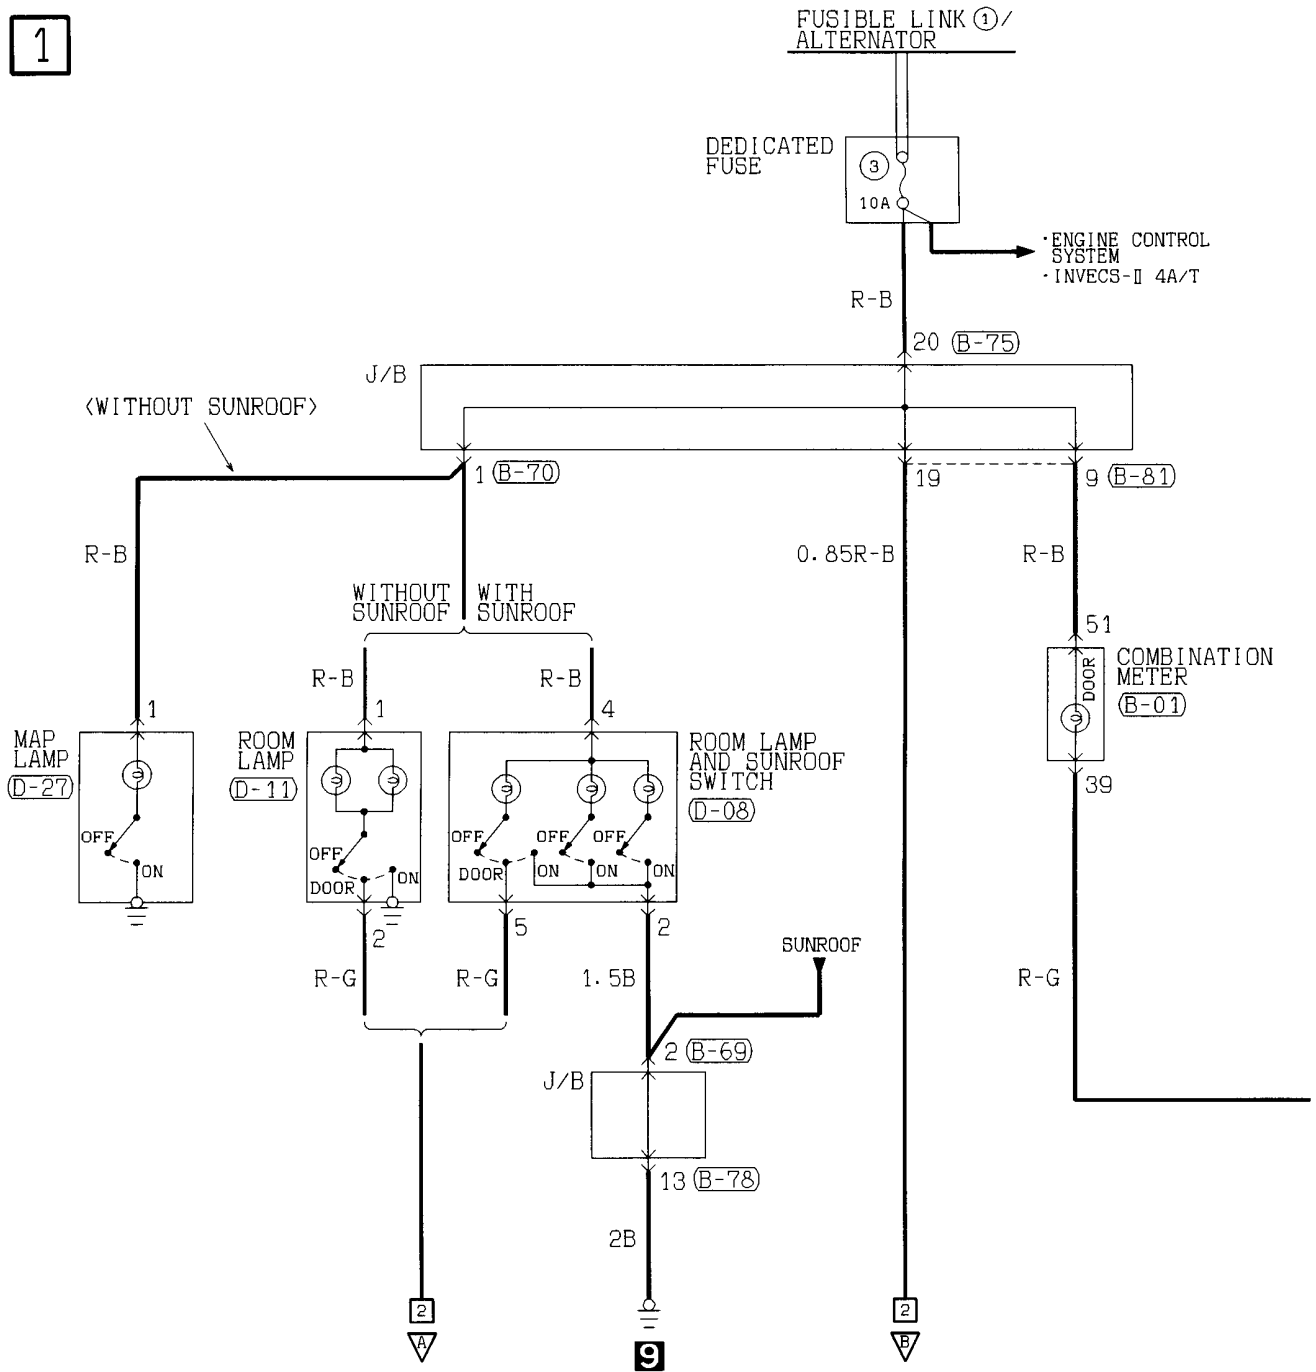 1
FUSIBLE LINK ①/
ALTERNATOR
DEDICATED
FUSE
3
10A
·ENGINE CONTROL
SYSTEM
·INVECS-Ⅱ 4A/T
R-B
20 (B-75)
J/B
<WITHOUT SUNROOF>
1 (B-70)
19
9 (B-81)
R-B
0.85R-B
R-B
WITHOUT
SUNROOF
WITH
SUNROOF
51
COMBINATION
METER
(B-01)
DOOR
39
R-B
R-B
1
1
4
MAP
LAMP
(D-27)
OFF
ON
ROOM
LAMP
(D-11)
OFF
DOOR
ON
ROOM LAMP
AND SUNROOF
SWITCH
(D-08)
OFF
OFF
OFF
DOOR
ON
ON
ON
2
5
2
R-G
R-G
1.5B
SUNROOF
R-G
2 (B-69)
J/B
13 (B-78)
2B
2
A
9
2
B